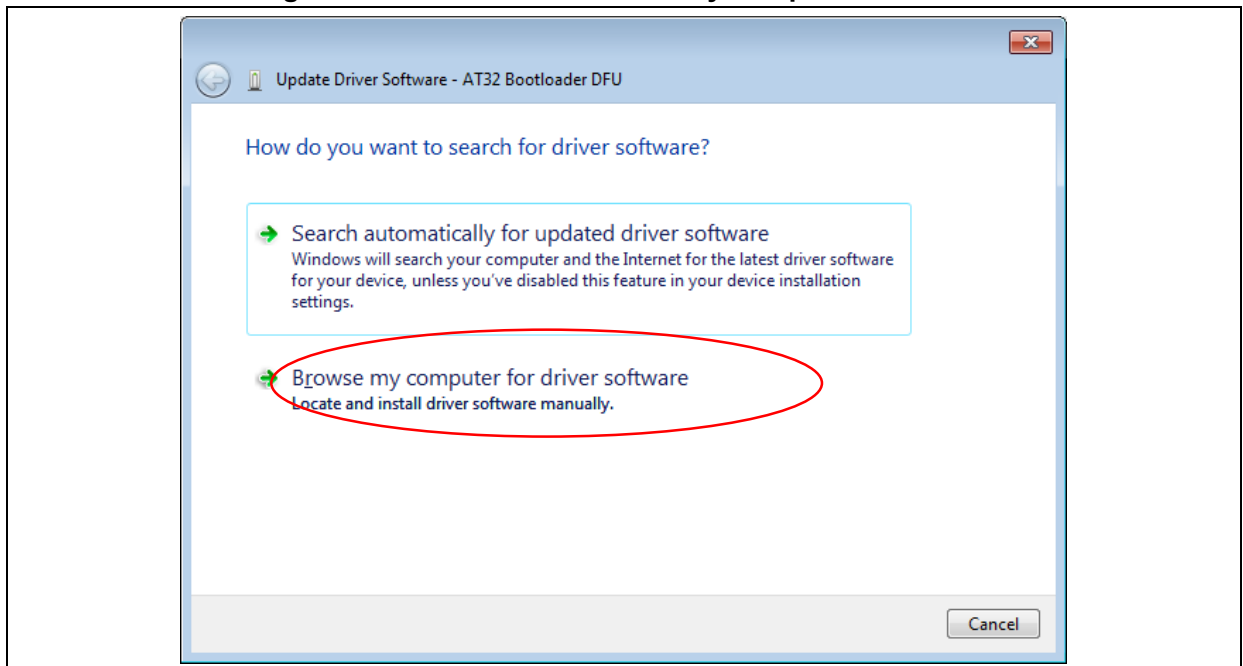 Update Driver Software - AT32 Bootloader DFU
How do you want to search for driver software?
Search automatically for updated driver software
Windows will search your computer and the Internet for the latest driver software
for your device, unless you've disabled this feature in your device installation
settings.
Browse my computer for driver software
Locate and install driver software manually.
Cancel